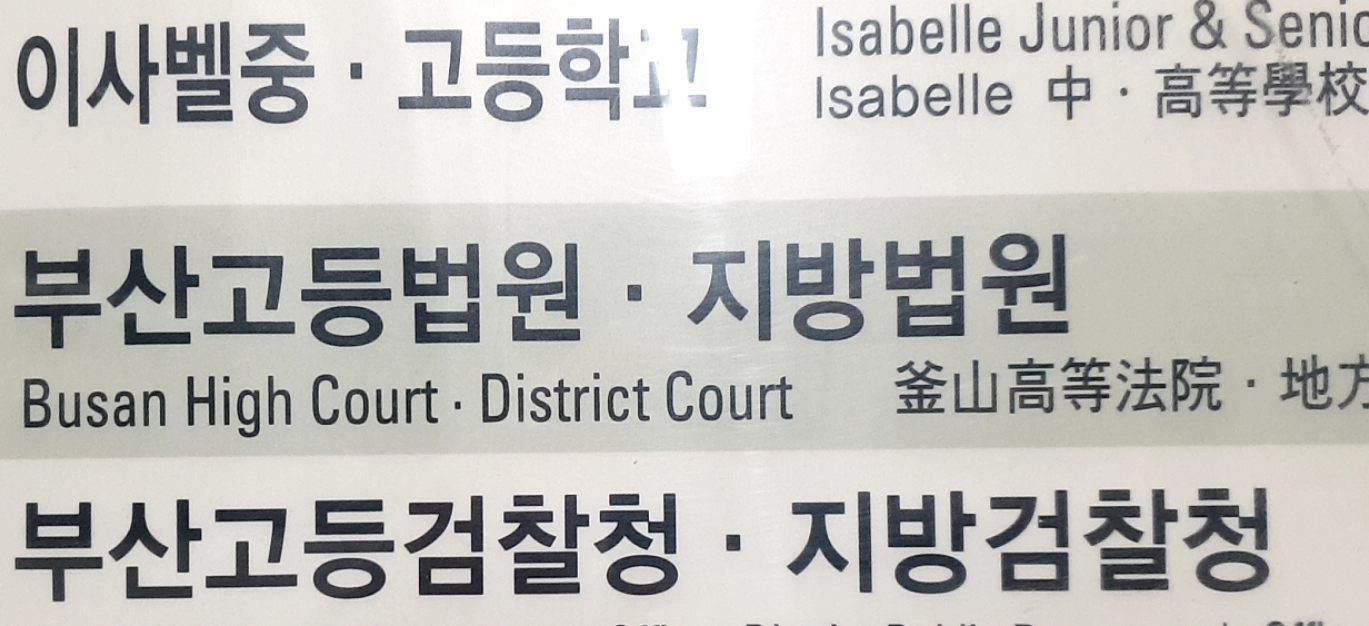 이사벨중 · 고등학교
Isabelle Junior &
Isabelle 中 · 高等學校
부산고등법원 · 지방법원
Busan High Court · District Court
釜山高等法院 · 地方
부산고등검찰청 · 지방검찰청